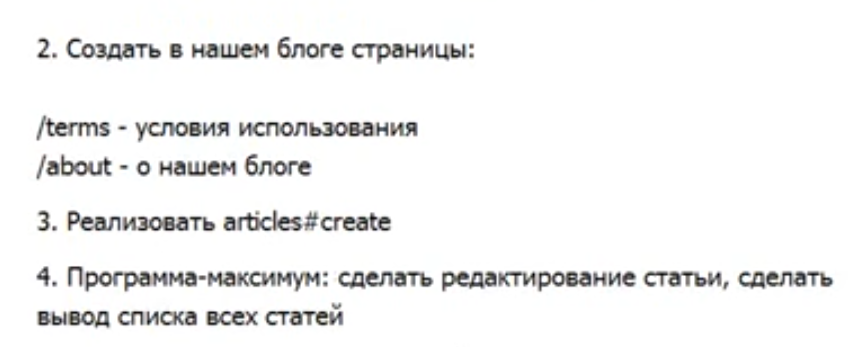 2. Создать в нашем блоге страницы:
/terms - условия использования
/about - о нашем блоге
3. Реализовать articles#create
4. Программа-максимум: сделать редактирование статьи, сделать
вывод списка всех статей